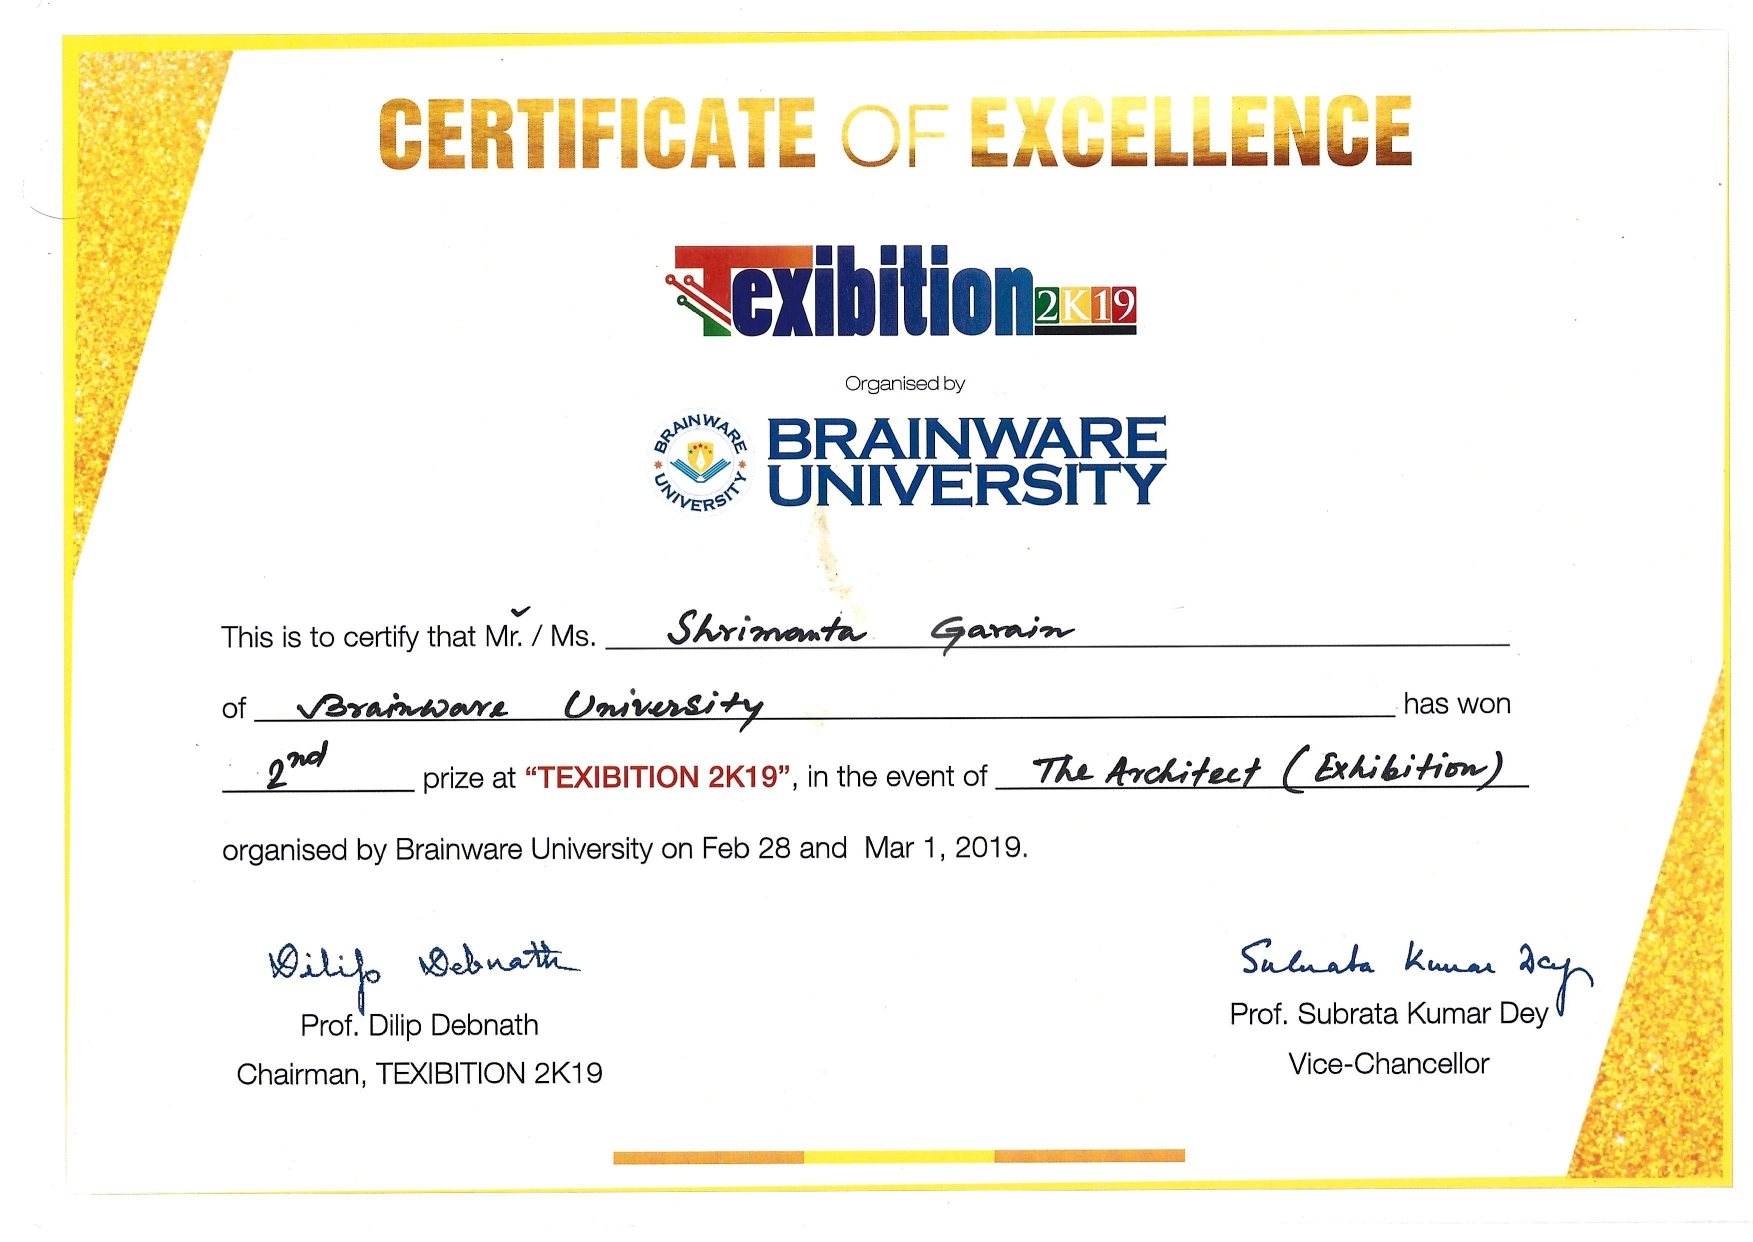 CERTIFICATE OF EXCELLENCE
Texibition 2K19
Organised by
BRAINWARE UNIVERSITY
BRAINWARE
UNIVERSITY
This is to certify that Mr. / Ms. Shrimanta Garain
of Brainware University has won
2nd prize at “TEXIBITION 2K19”, in the event of The Architect (Exhibition)
organised by Brainware University on Feb 28 and Mar 1, 2019.
Dilip Debnath
Subrata Kumar Dey
Prof. Dilip Debnath
Prof. Subrata Kumar Dey
Chairman, TEXIBITION 2K19
Vice-Chancellor